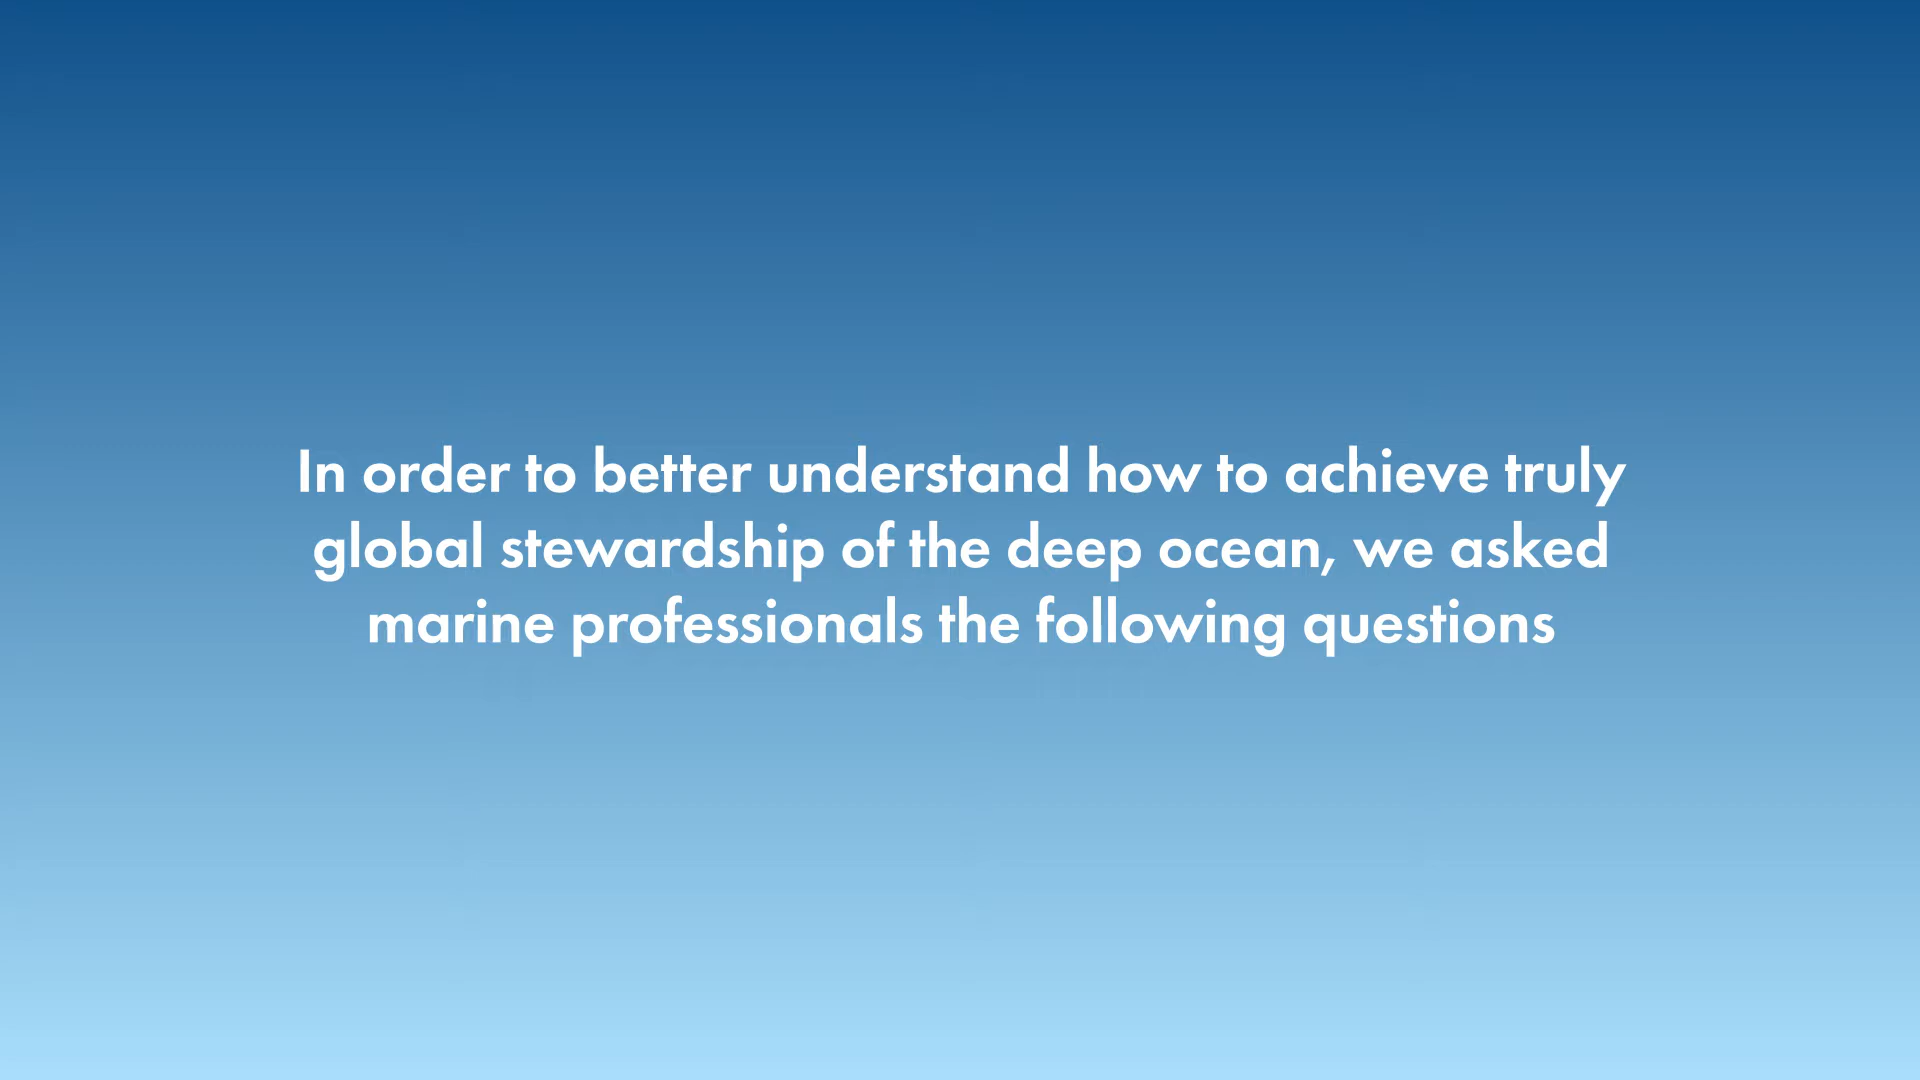 In order to better understand how to achieve truly
global stewardship of the deep ocean, we asked
marine professionals the following questions